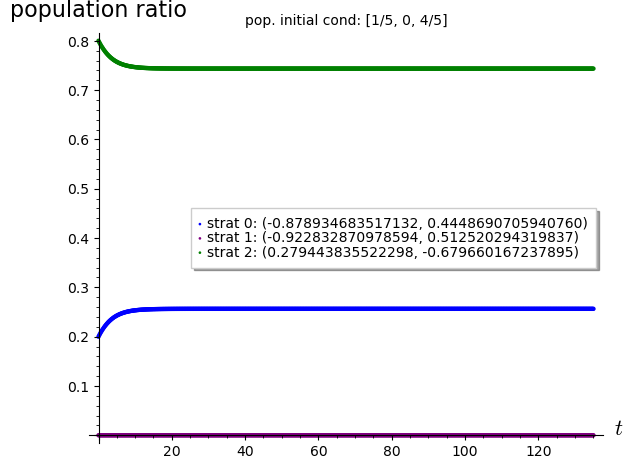 population ratio
pop. initial cond: [1/5, 0, 4/5]
0.8
0.7
0.6
0.5
0.4
0.3
0.2
0.1
strat 0: (-0.878934683517132, 0.4448690705940760)
strat 1: (-0.922832870978594, 0.512520294319837)
strat 2: (0.279443835522298, -0.679660167237895)
20 40 60 80 100 120
t